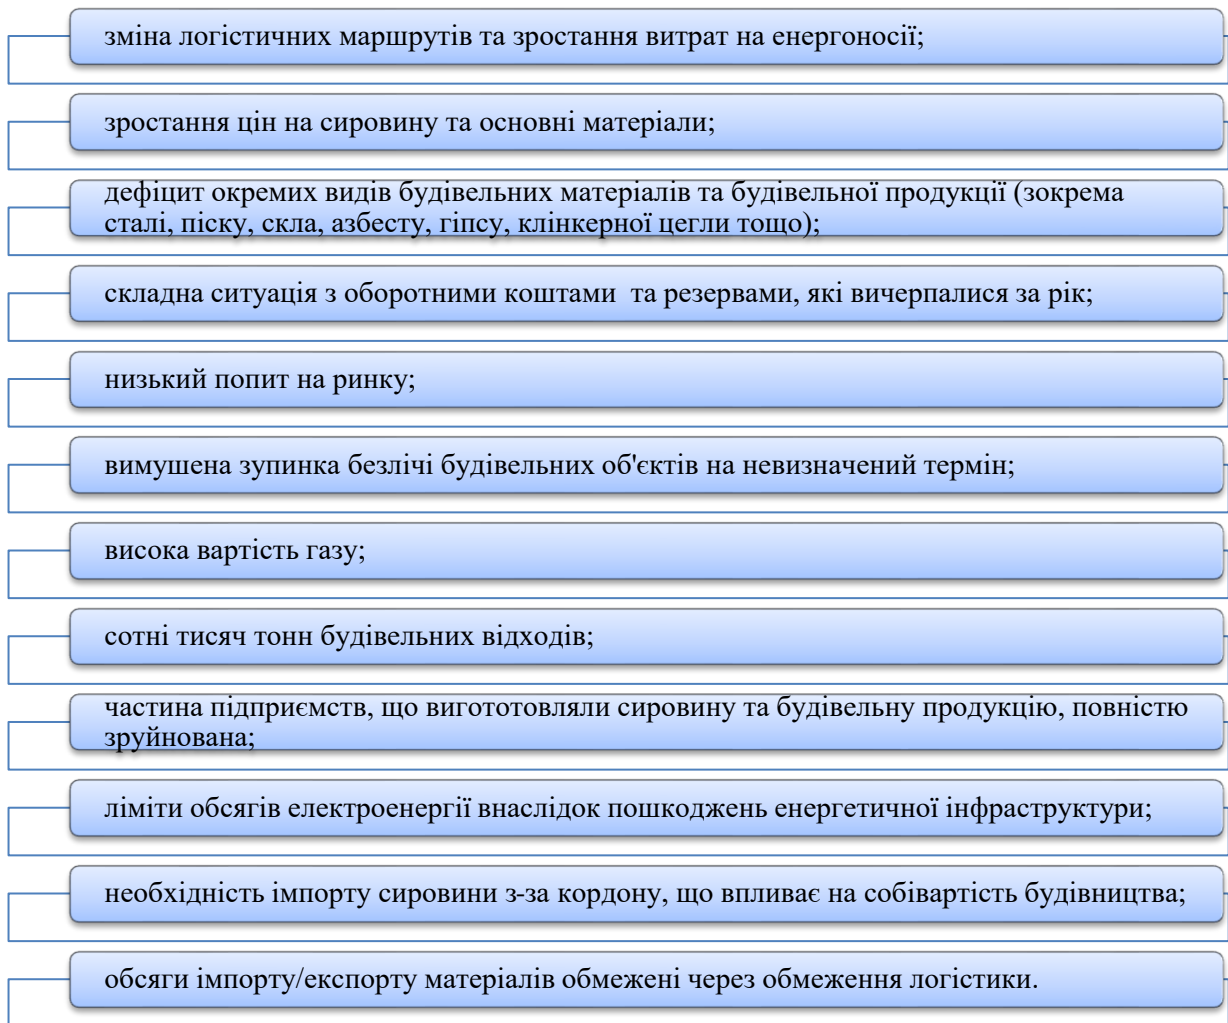 зміна логістичних маршрутів та зростання витрат на енергоносії;
зростання цін на сировину та основні матеріали;
дефіцит окремих видів будівельних матеріалів та будівельної продукції (зокрема
сталі, піску, скла, азбесту, гіпсу, клінкерної цегли тощо);
складна ситуація з оборотними коштами  та резервами, які вичерпалися за рік;
низький попит на ринку;
вимушена зупинка безлічі будівельних об'єктів на невизначений термін;
висока вартість газу;
сотні тисяч тонн будівельних відходів;
частина підприємств, що вигототовляли сировину та будівельну продукцію, повністю
зруйнована;
ліміти обсягів електроенергії внаслідок пошкоджень енергетичної інфраструктури;
необхідність імпорту сировини з-за кордону, що впливає на собівартість будівництва;
обсяги імпорту/експорту матеріалів обмежені через обмеження логістики.